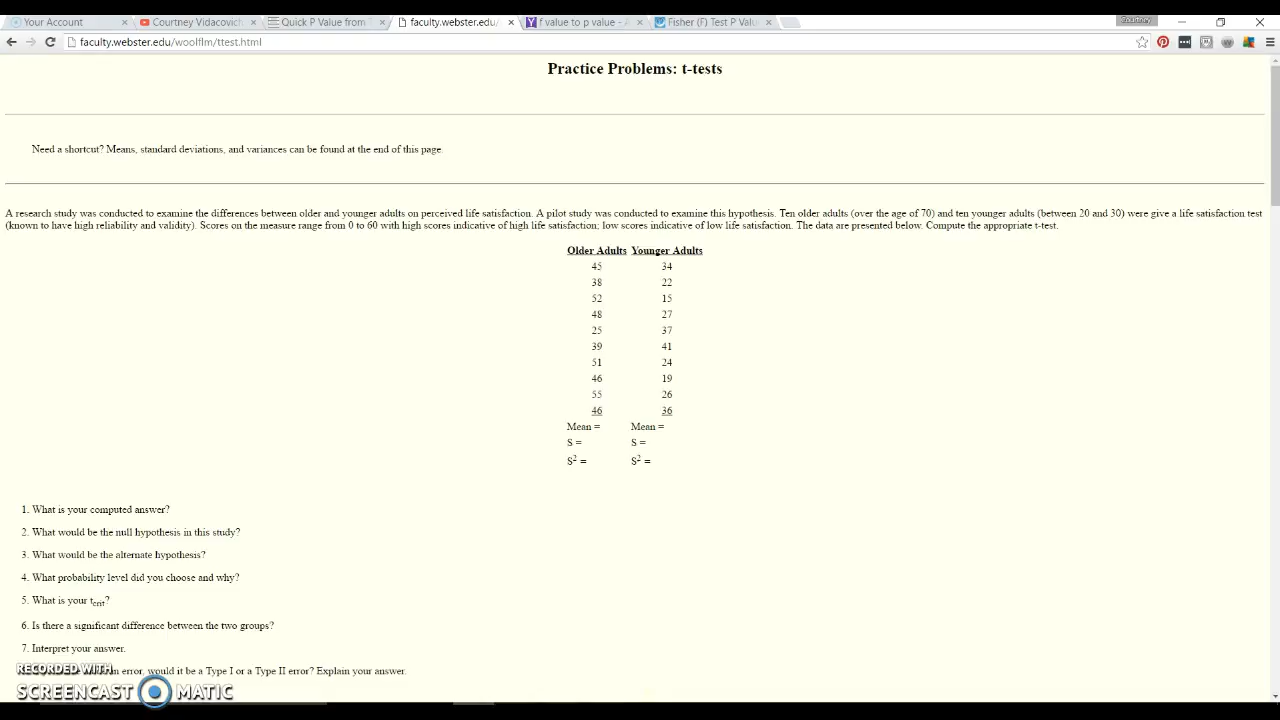 Your Account
Courtney Vidacovich
Quick P Value from
faculty.webster.edu/
f value to p value - A
Fisher (F) Test P Valu
Courtney
faculty.webster.edu/woolflm/ttest.html
Practice Problems: t-tests
Need a shortcut? Means, standard deviations, and variances can be found at the end of this page.
A research study was conducted to examine the differences between older and younger adults on perceived life satisfaction. A pilot study was conducted to examine this hypothesis. Ten older adults (over the age of 70) and ten younger adults (between 20 and 30) were give a life satisfaction test
(known to have high reliability and validity). Scores on the measure range from 0 to 60 with high scores indicative of high life satisfaction; low scores indicative of low life satisfaction. The data are presented below. Compute the appropriate t-test.
Older Adults Younger Adults
45 34
38 22
52 15
48 27
25 37
39 41
51 24
46 19
55 26
46 36
Mean = Mean =
S = S =
S² = S² =
1. What is your computed answer?
2. What would be the null hypothesis in this study?
3. What would be the alternate hypothesis?
4. What probability level did you choose and why?
5. What is your tcrit?
6. Is there a significant difference between the two groups?
7. Interpret your answer.
error, would it be a Type I or a Type II error? Explain your answer.
RECORDED WITH
SCREENCAST MATIC